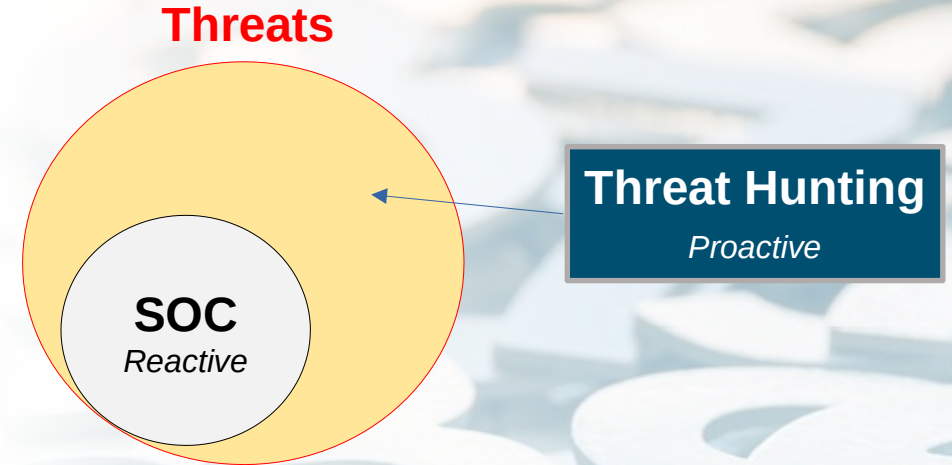 Threats
Threat Hunting
Proactive
SOC
Reactive